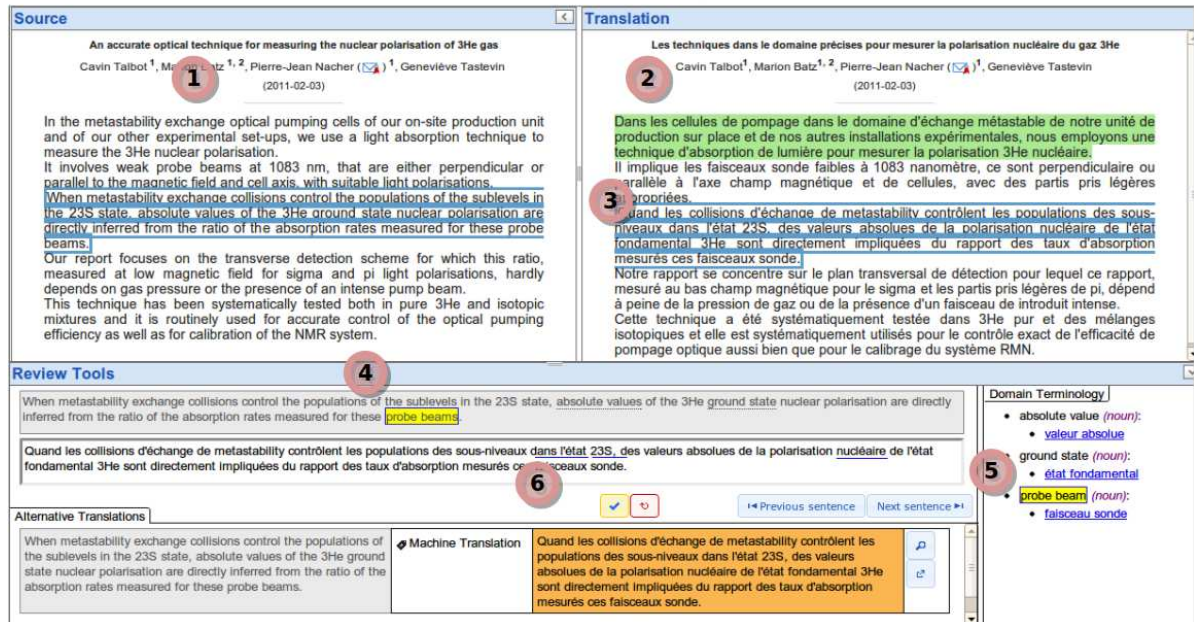 Source
An accurate optical technique for measuring the nuclear polarisation of 3He gas
Cavin Talbot 1, Marion Batz 1, 2, Pierre-Jean Nacher ( ) 1, Geneviève Tastevin
(2011-02-03)
1
In the metastability exchange optical pumping cells of our on-site production unit
and of our other experimental set-ups, we use a light absorption technique to
measure the 3He nuclear polarisation.
It involves weak probe beams at 1083 nm, that are either perpendicular or
parallel to the magnetic field and cell axis, with suitable light polarisations.
When metastability exchange collisions control the populations of the sublevels in
the 23S state, absolute values of the 3He ground state nuclear polarisation are
directly inferred from the ratio of the absorption rates measured for these probe
beams.
Our report focuses on the transverse detection scheme for which this ratio,
measured at low magnetic field for sigma and pi light polarisations, hardly
depends on gas pressure or the presence of an intense pump beam.
This technique has been systematically tested both in pure 3He and isotopic
mixtures and it is routinely used for accurate control of the optical pumping
efficiency as well as for calibration of the NMR system.
Translation
Les techniques dans le domaine précises pour mesurer la polarisation nucléaire du gaz 3He
Cavin Talbot1, Marion Batz1, 2, Pierre-Jean Nacher ( )1, Geneviève Tastevin
(2011-02-03)
2
Dans les cellules de pompage dans le domaine d'échange métastable de notre unité de
production sur place et de nos autres installations expérimentales, nous employons une
technique d'absorption de lumière pour mesurer la polarisation 3He nucléaire.
Il implique les faisceaux sonde faibles à 1083 nanomètre, ce sont perpendiculaire ou
parallèle à l'axe champ magnétique et de cellules, avec des partis pris légères
appropriées.
3
Quand les collisions d'échange de metastability contrôlent les populations des sous-
niveaux dans l'état 23S, des valeurs absolues de la polarisation nucléaire de l'état
fondamental 3He sont directement impliquées du rapport des taux d'absorption
mesurés ces faisceaux sonde.
Notre rapport se concentre sur le plan transversal de détection pour lequel ce rapport,
mesuré au bas champ magnétique pour le sigma et les partis pris légères de pi, dépend
à peine de la pression de gaz ou de la présence d'un faisceau de introduit intense.
Cette technique a été systématiquement testée dans 3He pur et des mélanges
isotopiques et elle est systématiquement utilisés pour le contrôle exact de l'efficacité de
pompage optique aussi bien que pour le calibrage du système RMN.
Review Tools
4
When metastability exchange collisions control the populations of the sublevels in the 23S state, absolute values of the 3He ground state nuclear polarisation are directly
inferred from the ratio of the absorption rates measured for these probe beams.
Quand les collisions d'échange de metastability contrôlent les populations des sous-niveaux dans l'état 23S, des valeurs absolues de la polarisation nucléaire de l'état
fondamental 3He sont directement impliquées du rapport des taux d'absorption mesurés ces faisceaux sonde.
6
Previous sentence
Next sentence
Alternative Translations
When metastability exchange collisions control the populations of
the sublevels in the 23S state, absolute values of the 3He ground
state nuclear polarisation are directly inferred from the ratio of the
absorption rates measured for these probe beams.
Machine Translation
Quand les collisions d'échange de metastability contrôlent les
populations des sous-niveaux dans l'état 23S, des valeurs
absolues de la polarisation nucléaire de l'état fondamental 3He
sont directement impliquées du rapport des taux d'absorption
mesurés ces faisceaux sonde.
Domain Terminology
absolute value (noun):
valeur absolue
ground state (noun):
état fondamental
5
probe beam (noun):
faisceau sonde